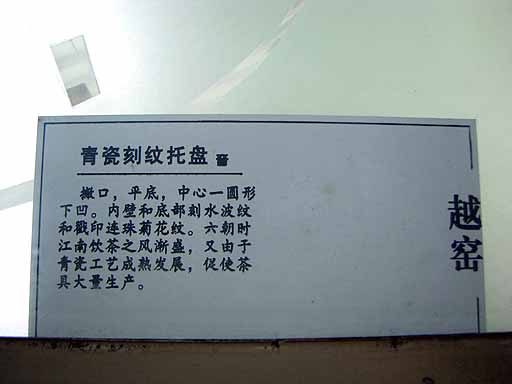 青瓷刻纹托盘 晋
撇口，平底，中心一圆形
下凹。内壁和底部刻水波纹
和戳印连珠菊花纹。六朝时
江南饮茶之风渐盛，又由于
青瓷工艺成熟发展，促使茶
具大量生产。
越窑